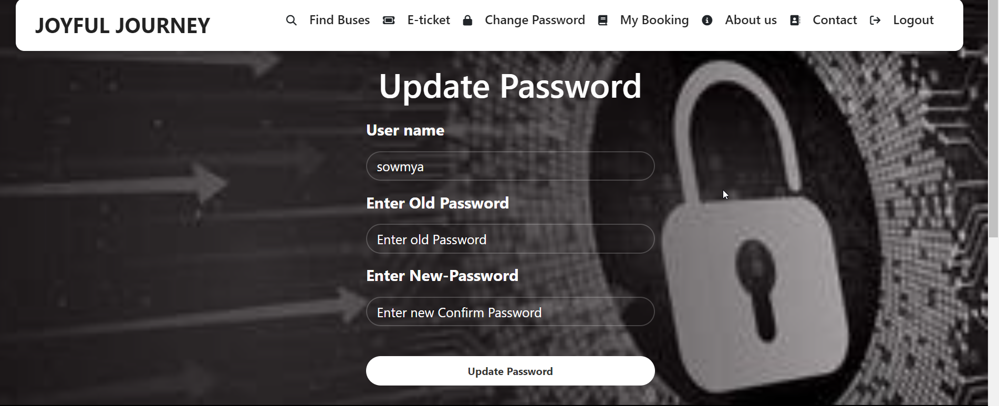 JOYFUL JOURNEY
Find Buses E-ticket Change Password My Booking About us Contact Logout
Update Password
User name
sowmya
Enter Old Password
Enter old Password
Enter New-Password
Enter new Confirm Password
Update Password